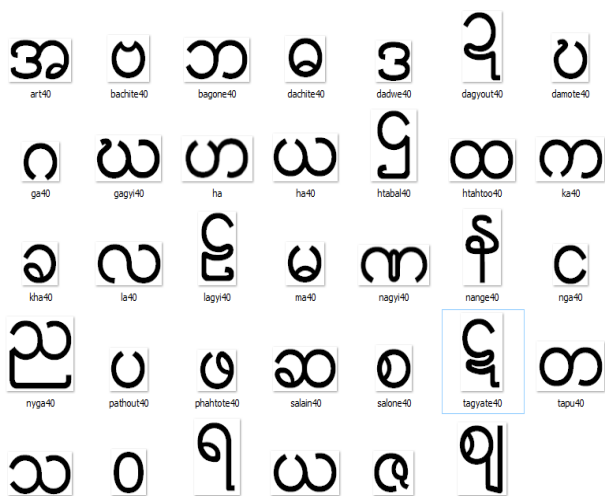 အ ဗ ဘ ဓ ဒ ဍ ဎ
art40 bachite40 bagone40 dachite40 dadwe40 dagyout40 damote40
ဂ ဃ ဟ ယ ဌ ထ က
ga40 gagyi40 ha ha40 htabal40 htahtoo40 ka40
ခ လ ဠ မ ဏ န င
kha40 la40 lagyi40 ma40 nagyi40 nange40 nga40
ည ပ ဖ ဆ စ ဋ တ
nyga40 pathout40 phahtote40 salain40 salone40 tagyate40 tapu40
သ ဝ ရ ယ ဇ ဈ